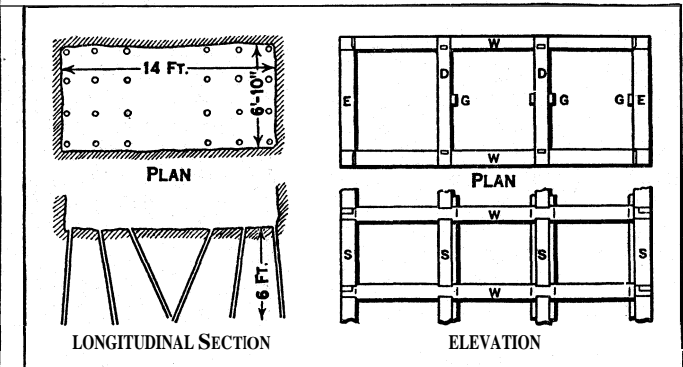 14 FT.
6'-10"
PLAN
6 FT.
LONGITUDINAL SECTION
W
D D
E G G G E
W
PLAN
W
S S S S
W
ELEVATION